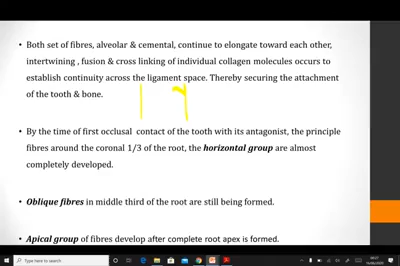 • Both set of fibres, alveolar & cemental, continue to elongate toward each other,
intertwining , fusion & cross linking of individual collagen molecules occurs to
establish continuity across the ligament space. Thereby securing the attachment
of the tooth & bone.
• By the time of first occlusal contact of the tooth with its antagonist, the principle
fibres around the coronal 1/3 of the root, the horizontal group are almost
completely developed.
• Oblique fibres in middle third of the root are still being formed.
• Apical group of fibres develop after complete root apex is formed.
Type here to search